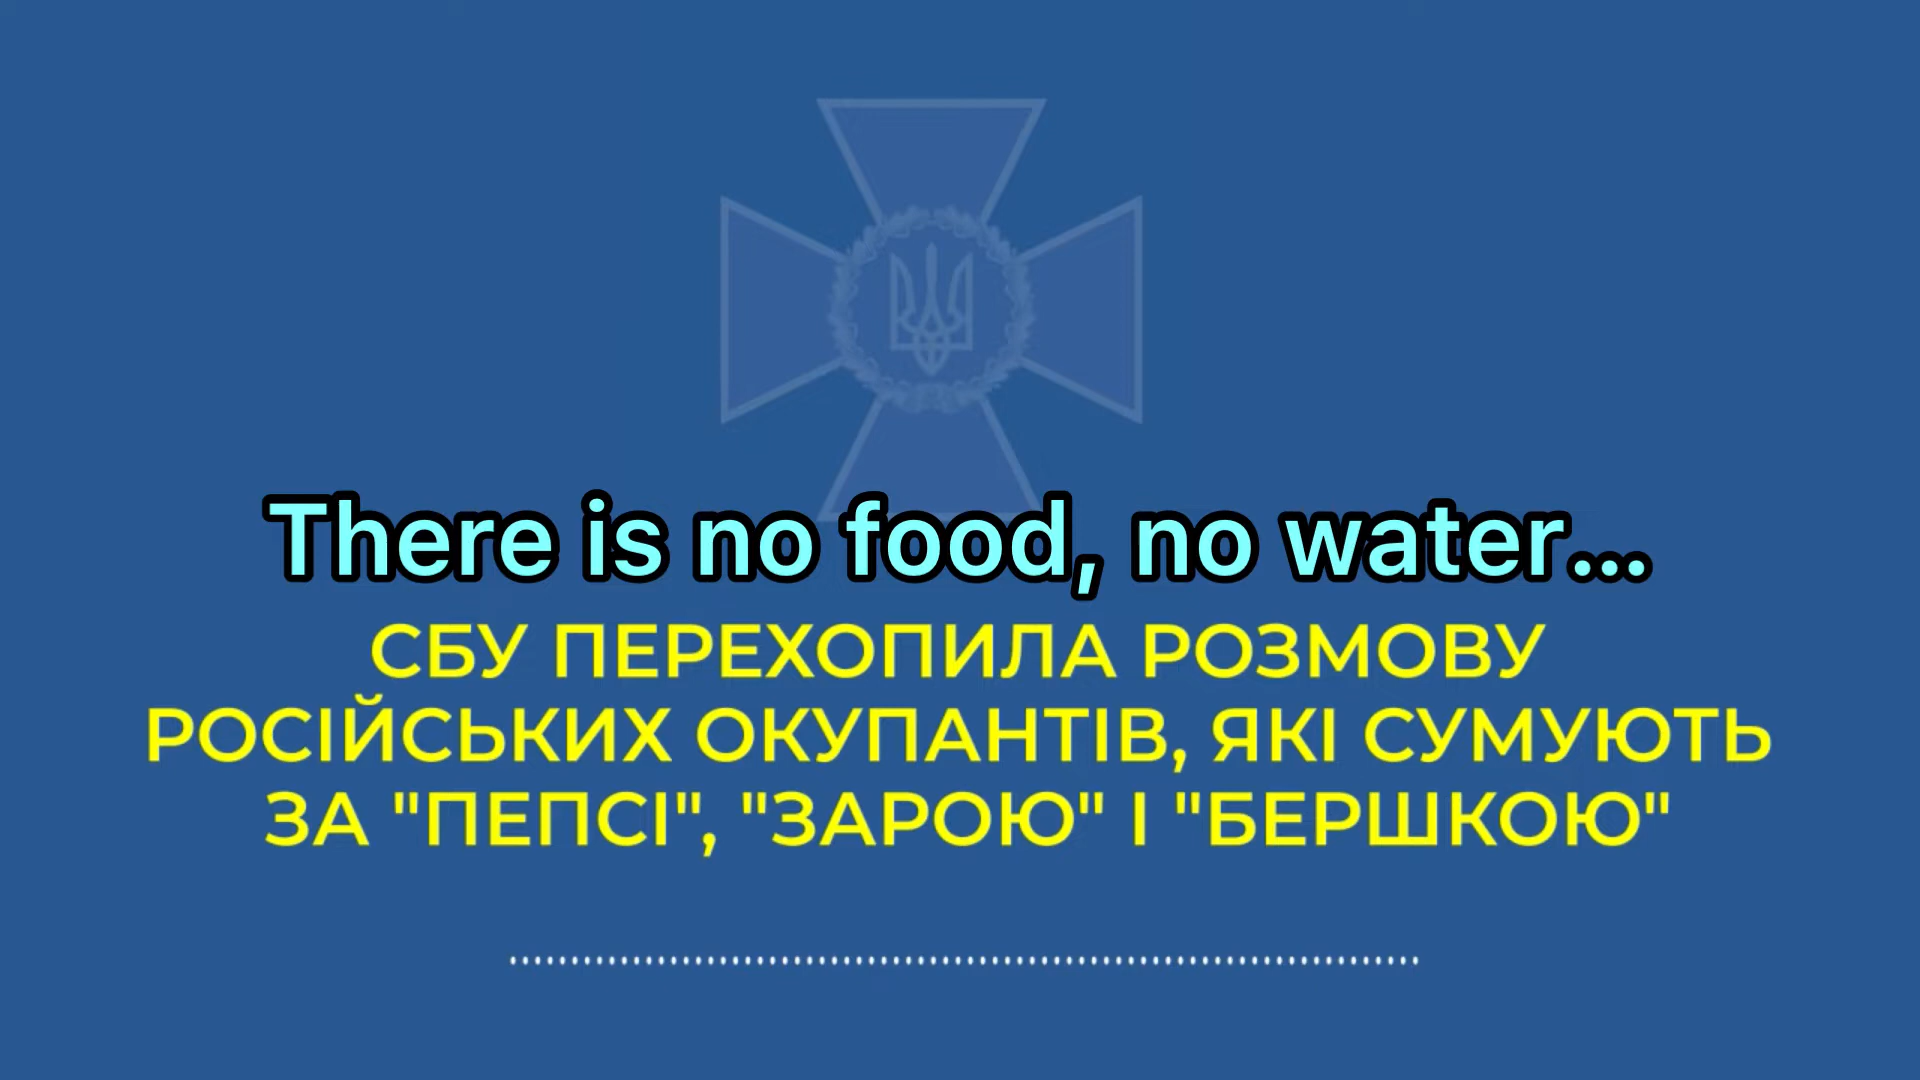 There is no food, no water...
СБУ ПЕРЕХОПИЛА РОЗМОВУ
РОСІЙСЬКИХ ОКУПАНТІВ, ЯКІ СУМУЮТЬ
ЗА "ПЕПСІ", "ЗАРОЮ" І "БЕРШКОЮ"